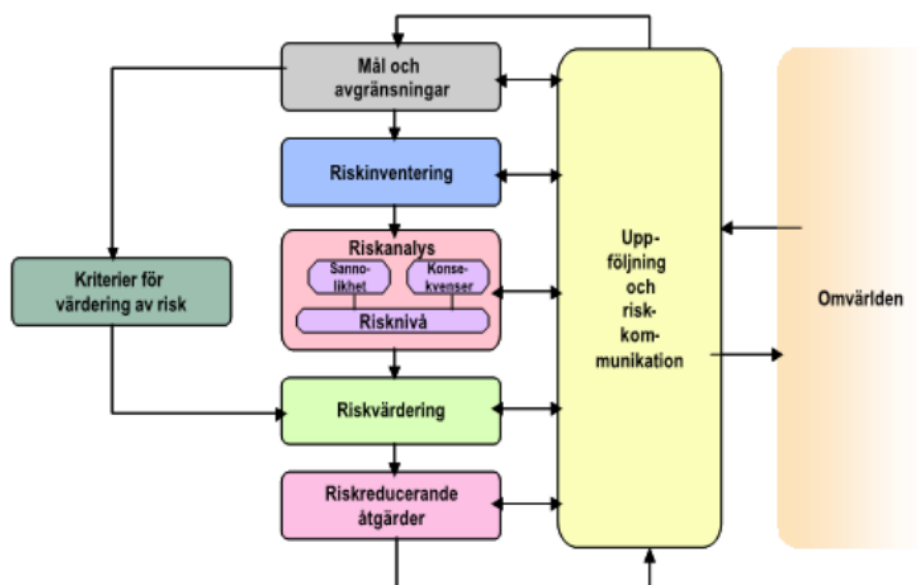 Mål och
avgränsningar
Riskinventering
Riskanalys
Sanno-
likhet
Konse-
kvenser
Risknivå
Kriterier för
värdering av risk
Riskvärdering
Riskreducerande
åtgärder
Upp-
följning
och
risk-
kom-
munikation
Omvärlden